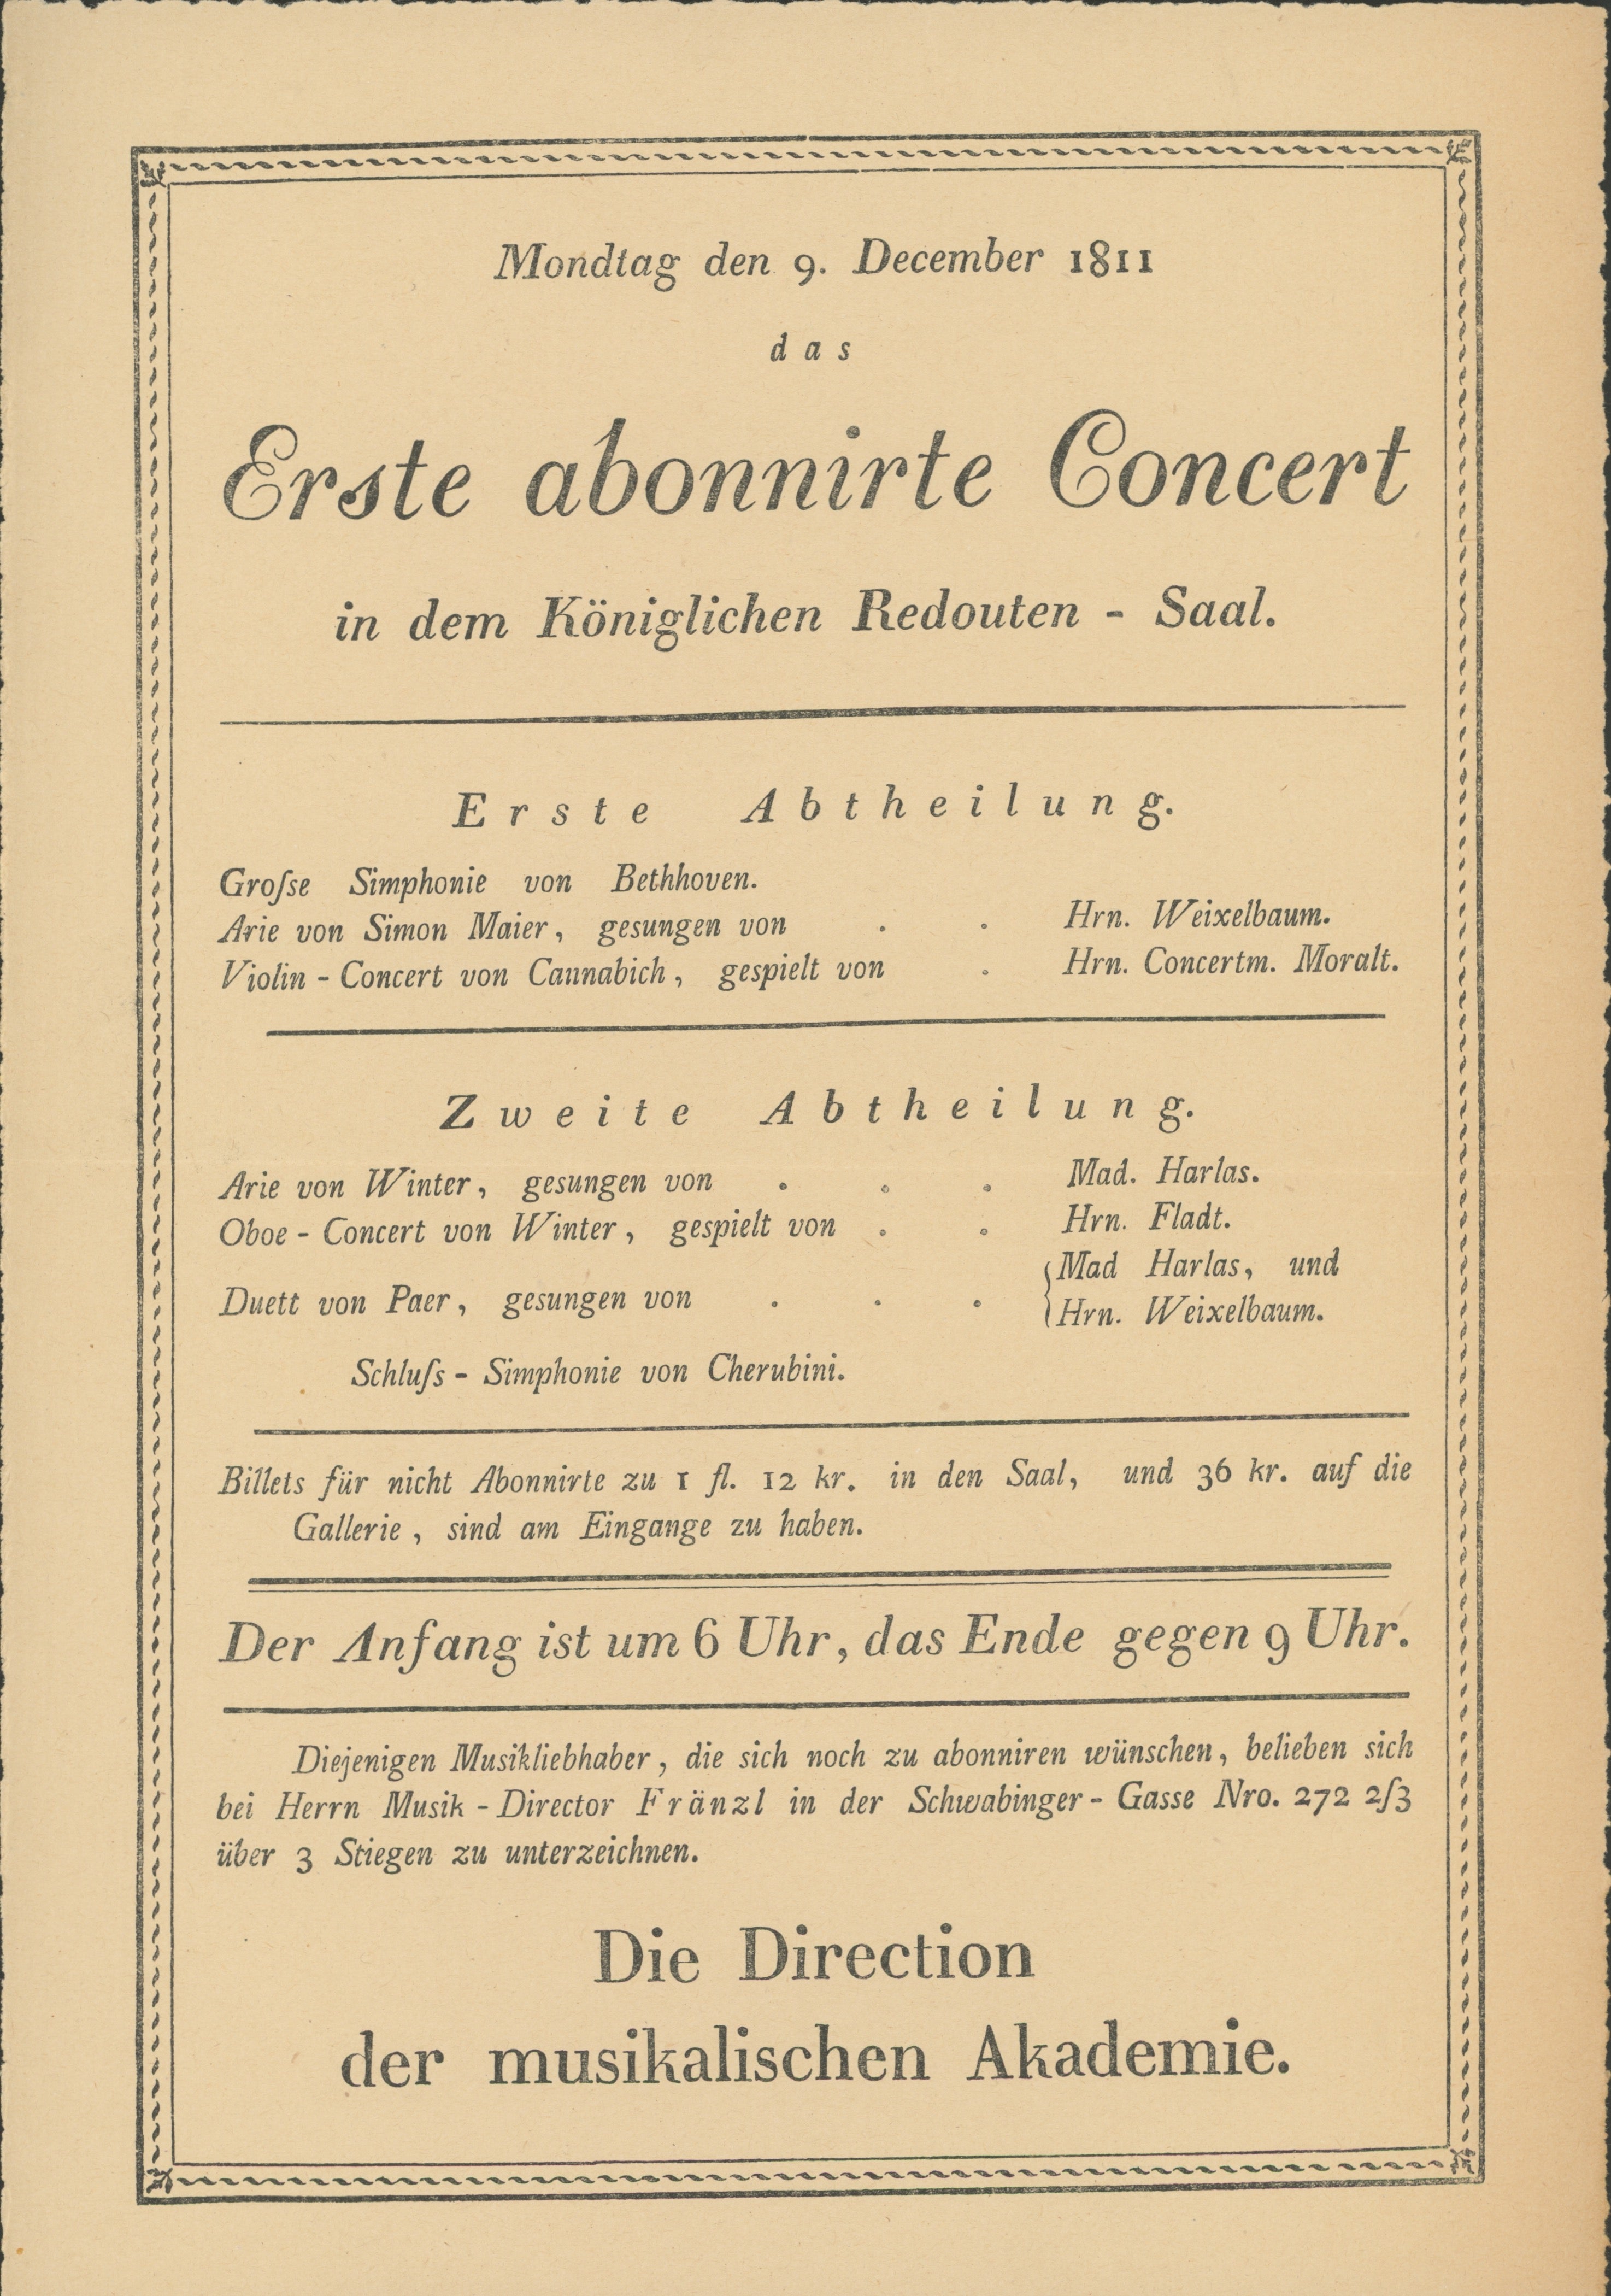 Mondtag den 9. December 1811
das
Erste abonnirte Concert
in dem Königlichen Redouten - Saal.
Erste Abtheilung.
Groſse Simphonie von Bethhoven.
Arie von Simon Maier, gesungen von . . Hrn. Weixelbaum.
Violin - Concert von Cannabich, gespielt von . Hrn. Concertm. Moralt.
Zweite Abtheilung.
Arie von Winter, gesungen von . . . Mad. Harlas.
Oboe - Concert von Winter, gespielt von . . Hrn. Fladt.
Duett von Paer, gesungen von . . . {Mad Harlas, und
Hrn. Weixelbaum.
Schluſs - Simphonie von Cherubini.
Billets für nicht Abonnirte zu 1 fl. 12 kr. in den Saal, und 36 kr. auf die
Gallerie, sind am Eingange zu haben.
Der Anfang ist um 6 Uhr, das Ende gegen 9 Uhr.
Diejenigen Musikliebhaber, die sich noch zu abonniren wünschen, belieben sich
bei Herrn Musik - Director Fränzl in der Schwabinger - Gasse Nro. 272 2ſ3
über 3 Stiegen zu unterzeichnen.
Die Direction
der musikalischen Akademie.